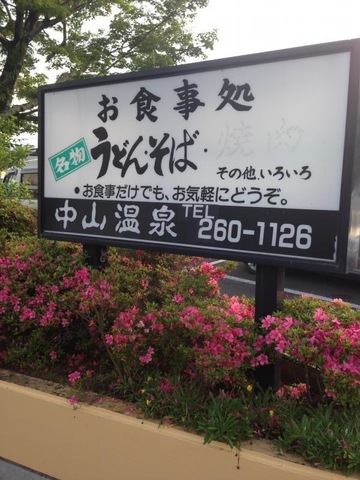 お食事処
名物 うどんそば・焼肉
その他、いろいろ
●お食事だけでも、お気軽にどうぞ。
中山温泉 TEL 260-1126